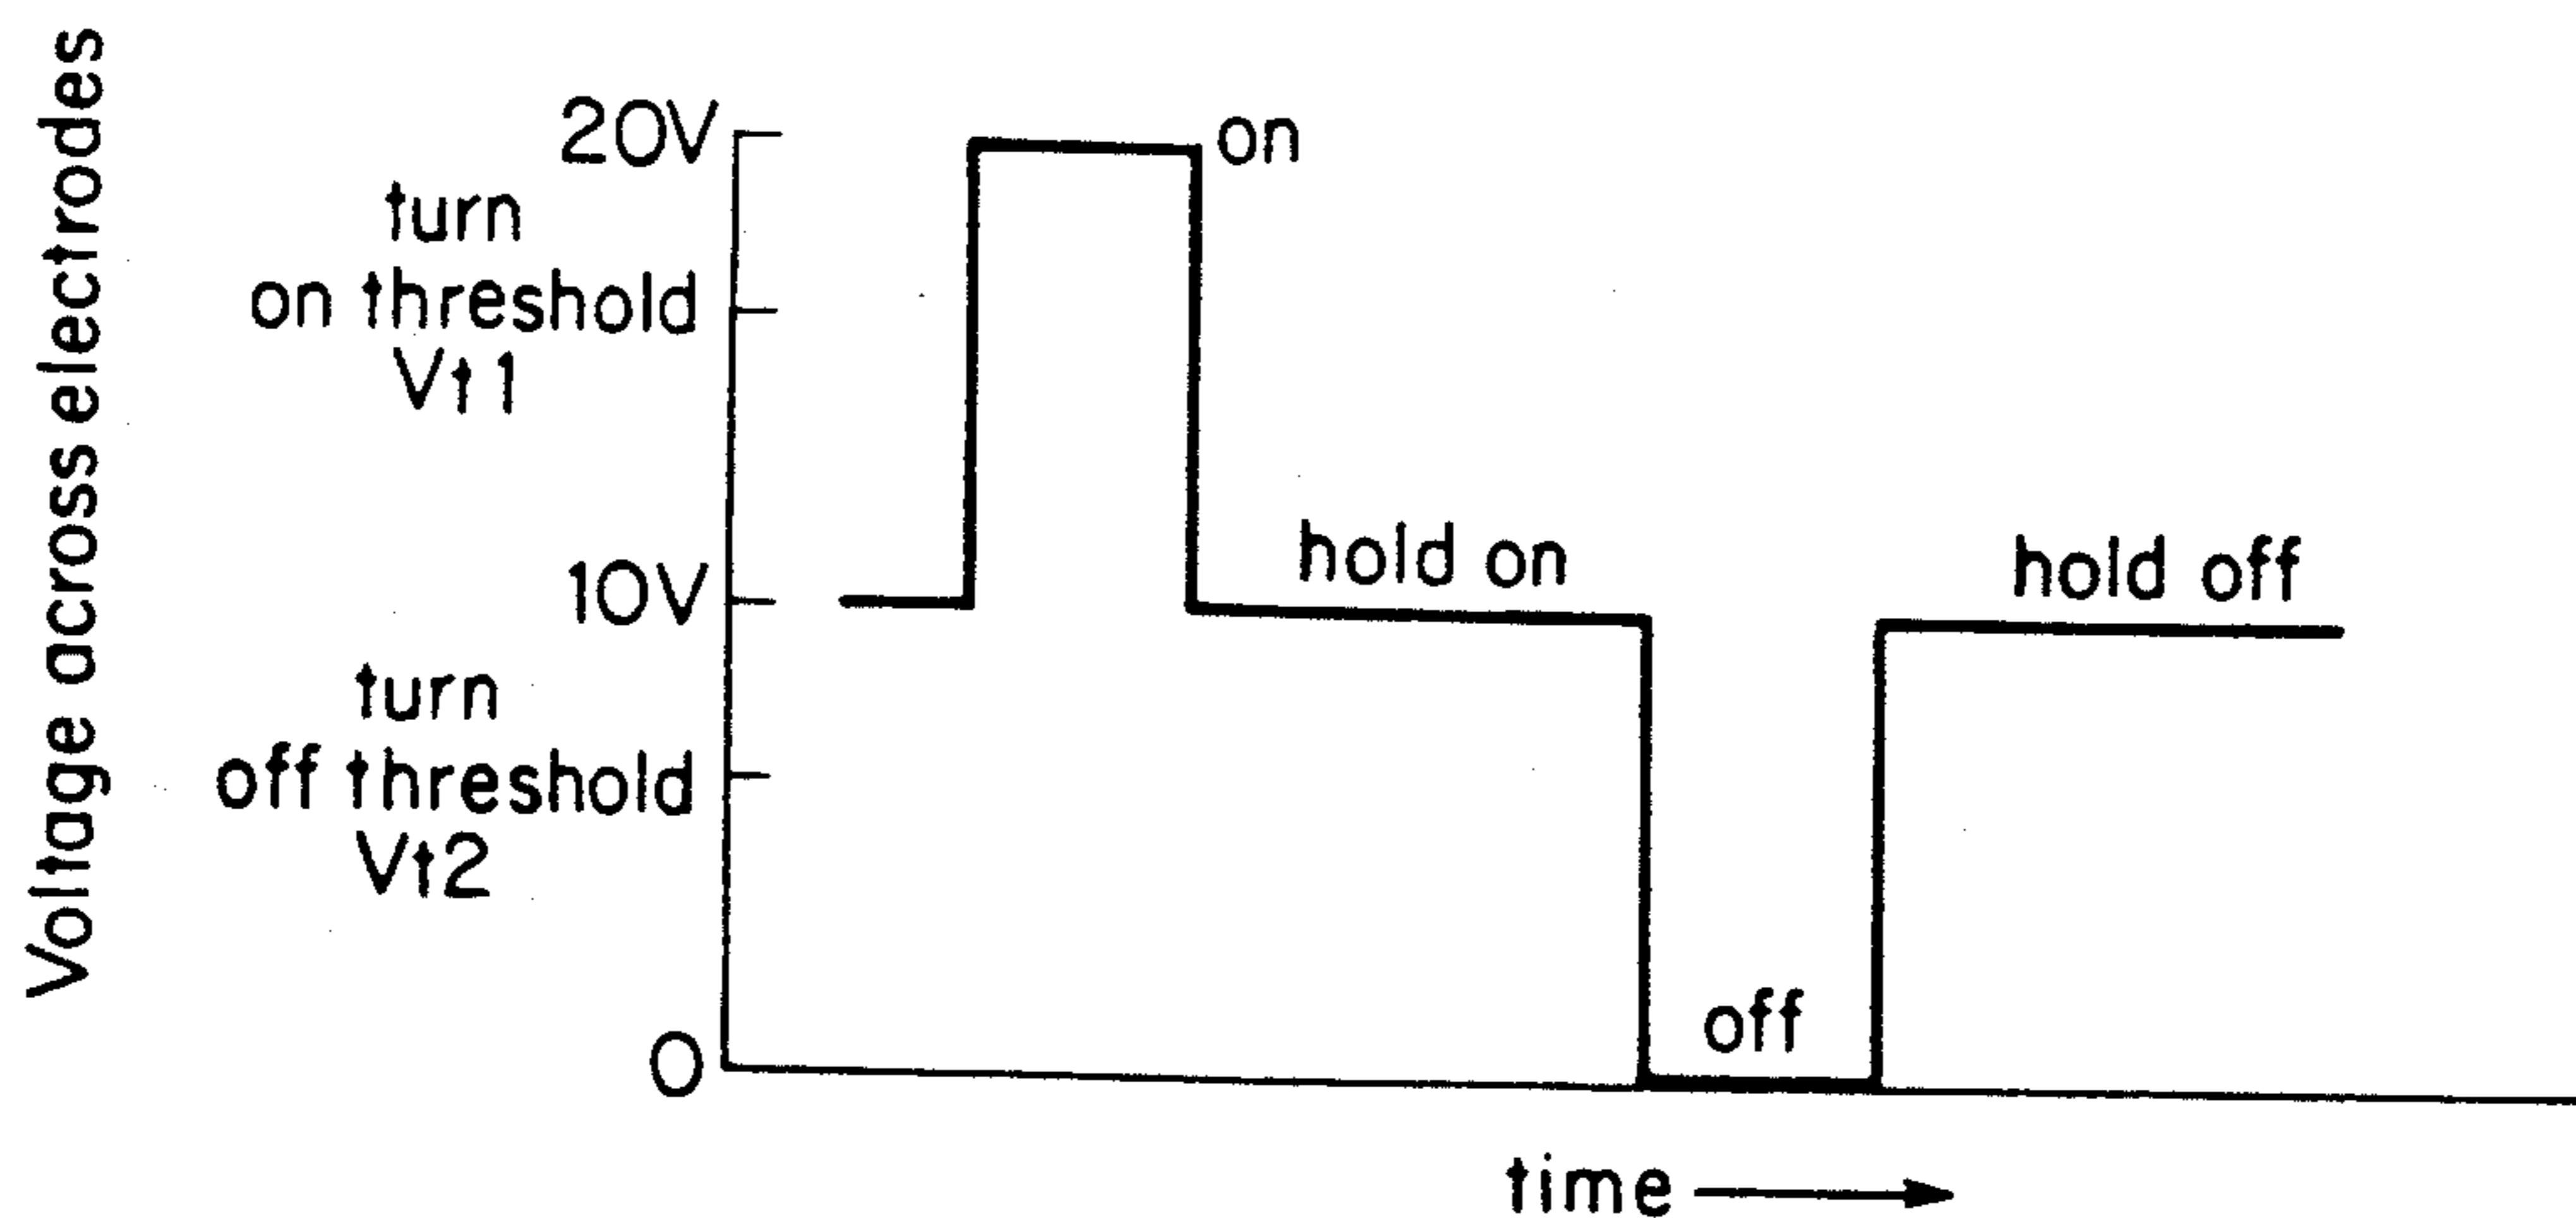 Voltage across electrodes
20V
turn
on threshold
Vt1
10V
turn
off threshold
Vt2
0
on
hold on
off
hold off
time